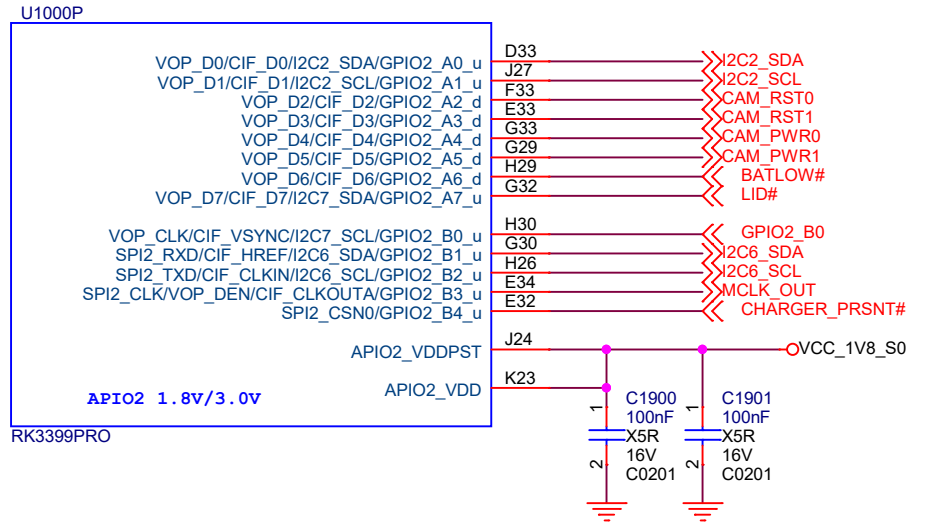 U1000P
VOP_D0/CIF_D0/I2C2_SDA/GPIO2_A0_u D33 I2C2_SDA
VOP_D1/CIF_D1/I2C2_SCL/GPIO2_A1_u J27 I2C2_SCL
VOP_D2/CIF_D2/GPIO2_A2_d F33 CAM_RST0
VOP_D3/CIF_D3/GPIO2_A3_d E33 CAM_RST1
VOP_D4/CIF_D4/GPIO2_A4_d G33 CAM_PWR0
VOP_D5/CIF_D5/GPIO2_A5_d G29 CAM_PWR1
VOP_D6/CIF_D6/GPIO2_A6_d H29 BATLOW#
VOP_D7/CIF_D7/I2C7_SDA/GPIO2_A7_u G32 LID#
VOP_CLK/CIF_VSYNC/I2C7_SCL/GPIO2_B0_u H30 GPIO2_B0
SPI2_RXD/CIF_HREF/I2C6_SDA/GPIO2_B1_u G30 I2C6_SDA
SPI2_TXD/CIF_CLKIN/I2C6_SCL/GPIO2_B2_u H26 I2C6_SCL
SPI2_CLK/VOP_DEN/CIF_CLKOUTA/GPIO2_B3_u E34 MCLK_OUT
SPI2_CSN0/GPIO2_B4_u E32 CHARGER_PRSNT#
APIO2_VDDPST J24 VCC_1V8_S0
APIO2_VDD K23
APIO2 1.8V/3.0V
RK3399PRO
1 C1900 1 C1901
100nF 100nF
X5R X5R
2 16V 2 16V
C0201 C0201